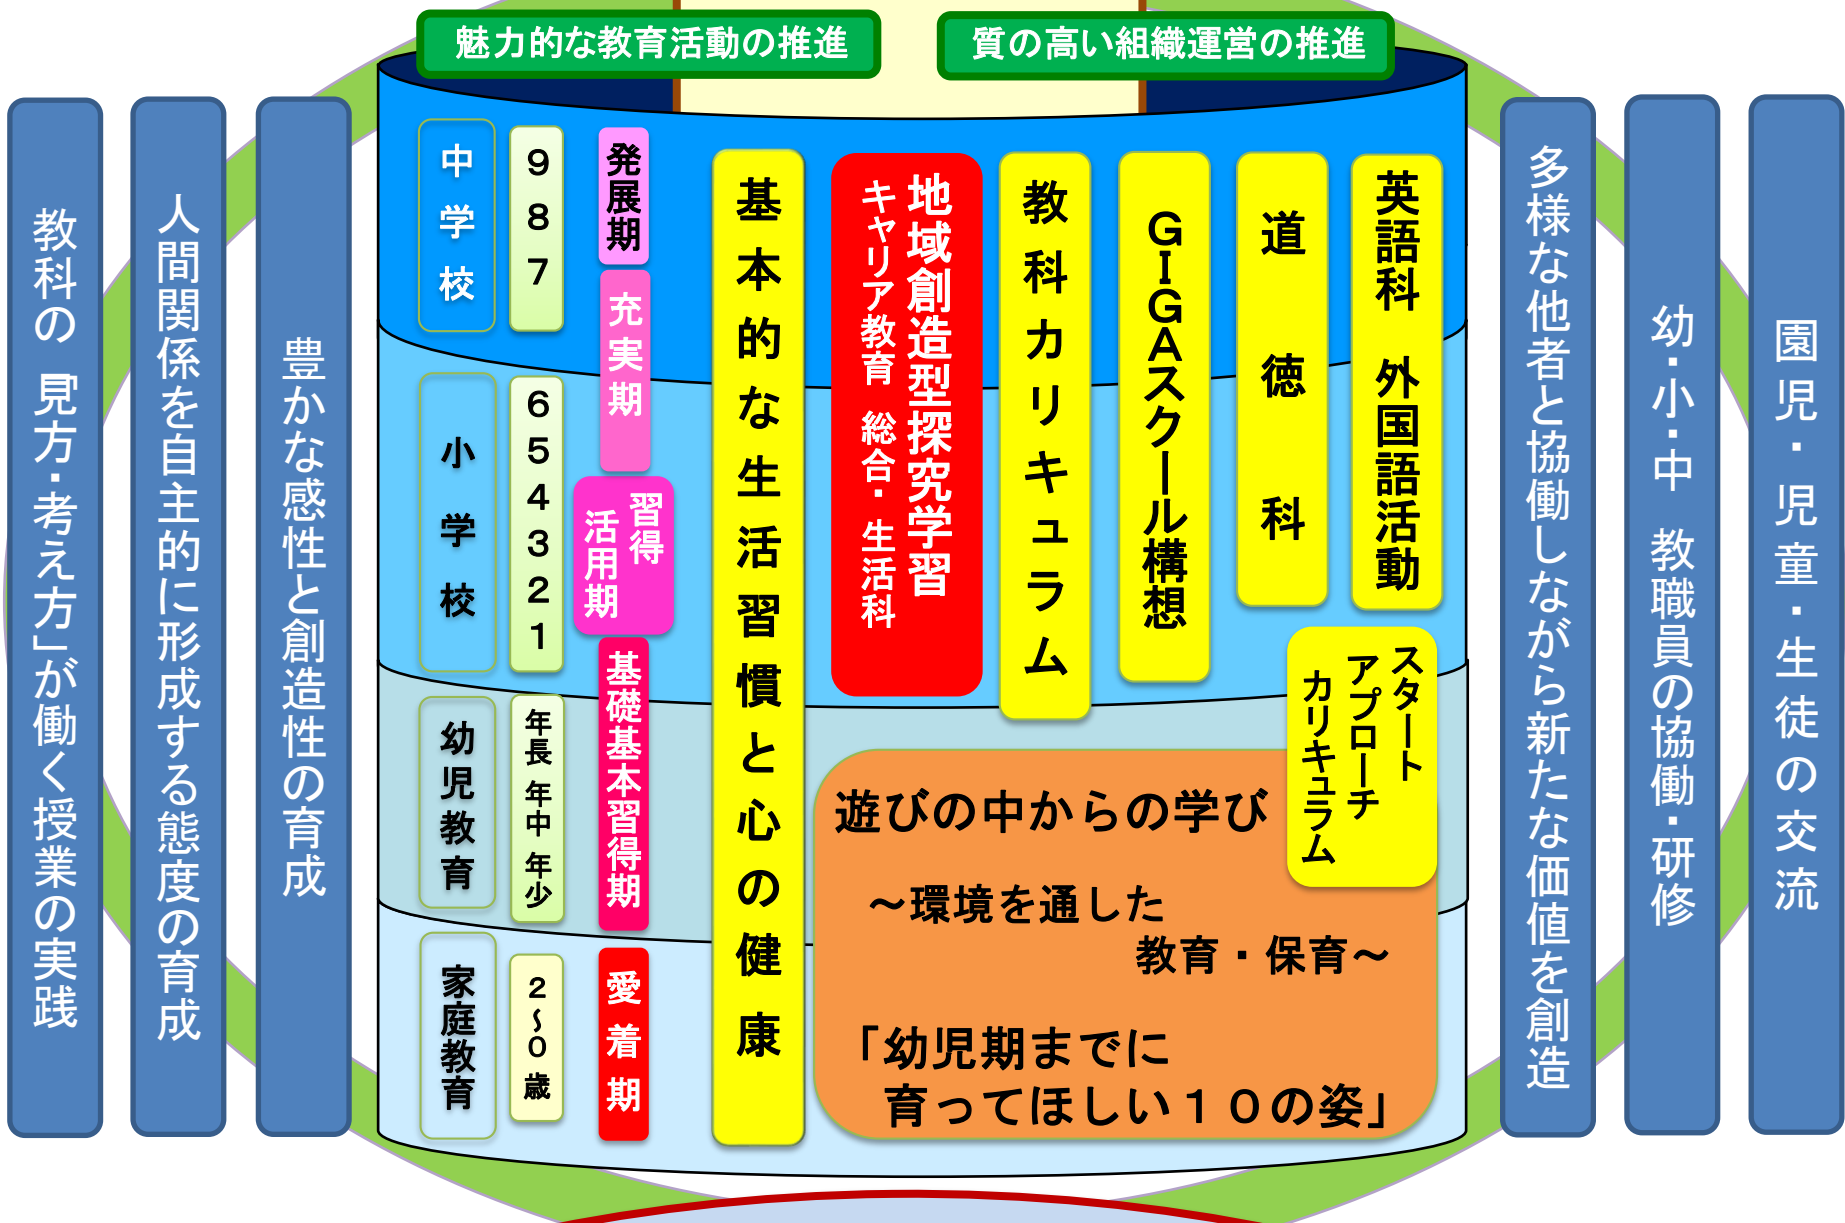 魅力的な教育活動の推進
質の高い組織運営の推進
教科の「見方・考え方」が働く授業の実践
人間関係を自主的に形成する態度の育成
豊かな感性と創造性の育成
中学校
9 8 7
発展期
充実期
小学校
6 5 4 3 2 1
習得
活用期
幼児教育
年長 年中 年少
基礎基本習得期
家庭教育
2~0歳
愛着期
基本的な生活習慣と心の健康
地域創造型探究学習
キャリア教育 総合・生活科
教科カリキュラム
GIGAスクール構想
道徳科
英語科 外国語活動
スタート
アプローチ
カリキュラム
遊びの中からの学び
~環境を通した
教育・保育~
「幼児期までに
育ってほしい10の姿」
多様な他者と協働しながら新たな価値を創造
幼・小・中 教職員の協働・研修
園児・児童・生徒の交流